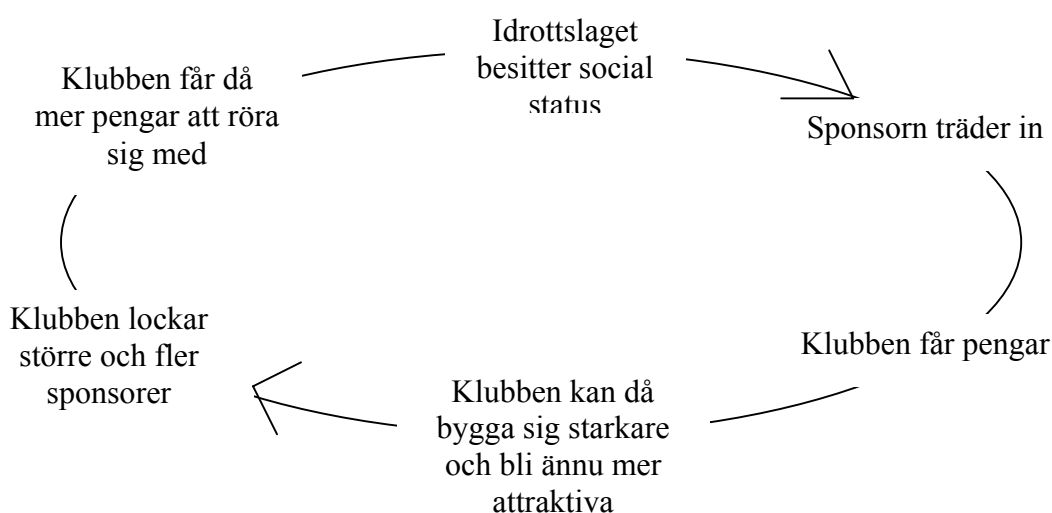 Idrottslaget
besitter social
status
Sponsorn träder in
Klubben får pengar
Klubben kan då
bygga sig starkare
och bli ännu mer
attraktiva
Klubben lockar
större och fler
sponsorer
Klubben får då
mer pengar att röra
sig med